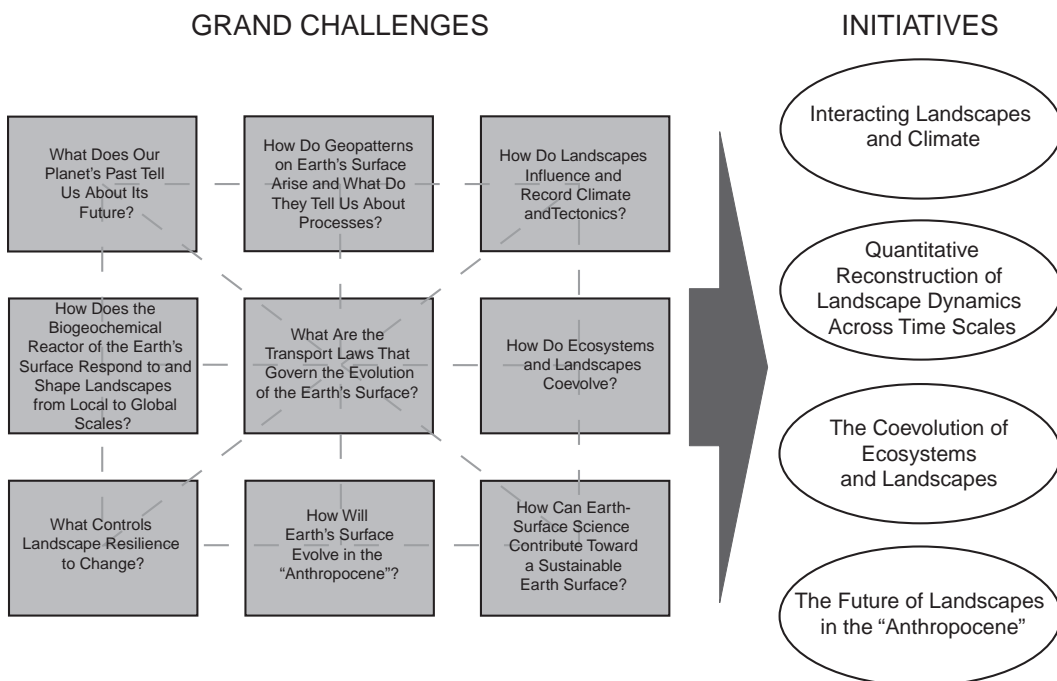 GRAND CHALLENGES
INITIATIVES
What Does Our
Planet's Past Tell
Us About Its
Future?
How Do Geopatterns
on Earth's Surface
Arise and What Do
They Tell Us About
Processes?
How Do Landscapes
Influence and
Record Climate
andTectonics?
How Does the
Biogeochemical
Reactor of the Earth's
Surface Respond to and
Shape Landscapes
from Local to Global
Scales?
What Are the
Transport Laws That
Govern the Evolution
of the Earth's Surface?
How Do Ecosystems
and Landscapes
Coevolve?
What Controls
Landscape Resilience
to Change?
How Will
Earth's Surface
Evolve in the
“Anthropocene”?
How Can Earth-
Surface Science
Contribute Toward
a Sustainable
Earth Surface?
Interacting Landscapes
and Climate
Quantitative
Reconstruction of
Landscape Dynamics
Across Time Scales
The Coevolution of
Ecosystems
and Landscapes
The Future of Landscapes
in the “Anthropocene”